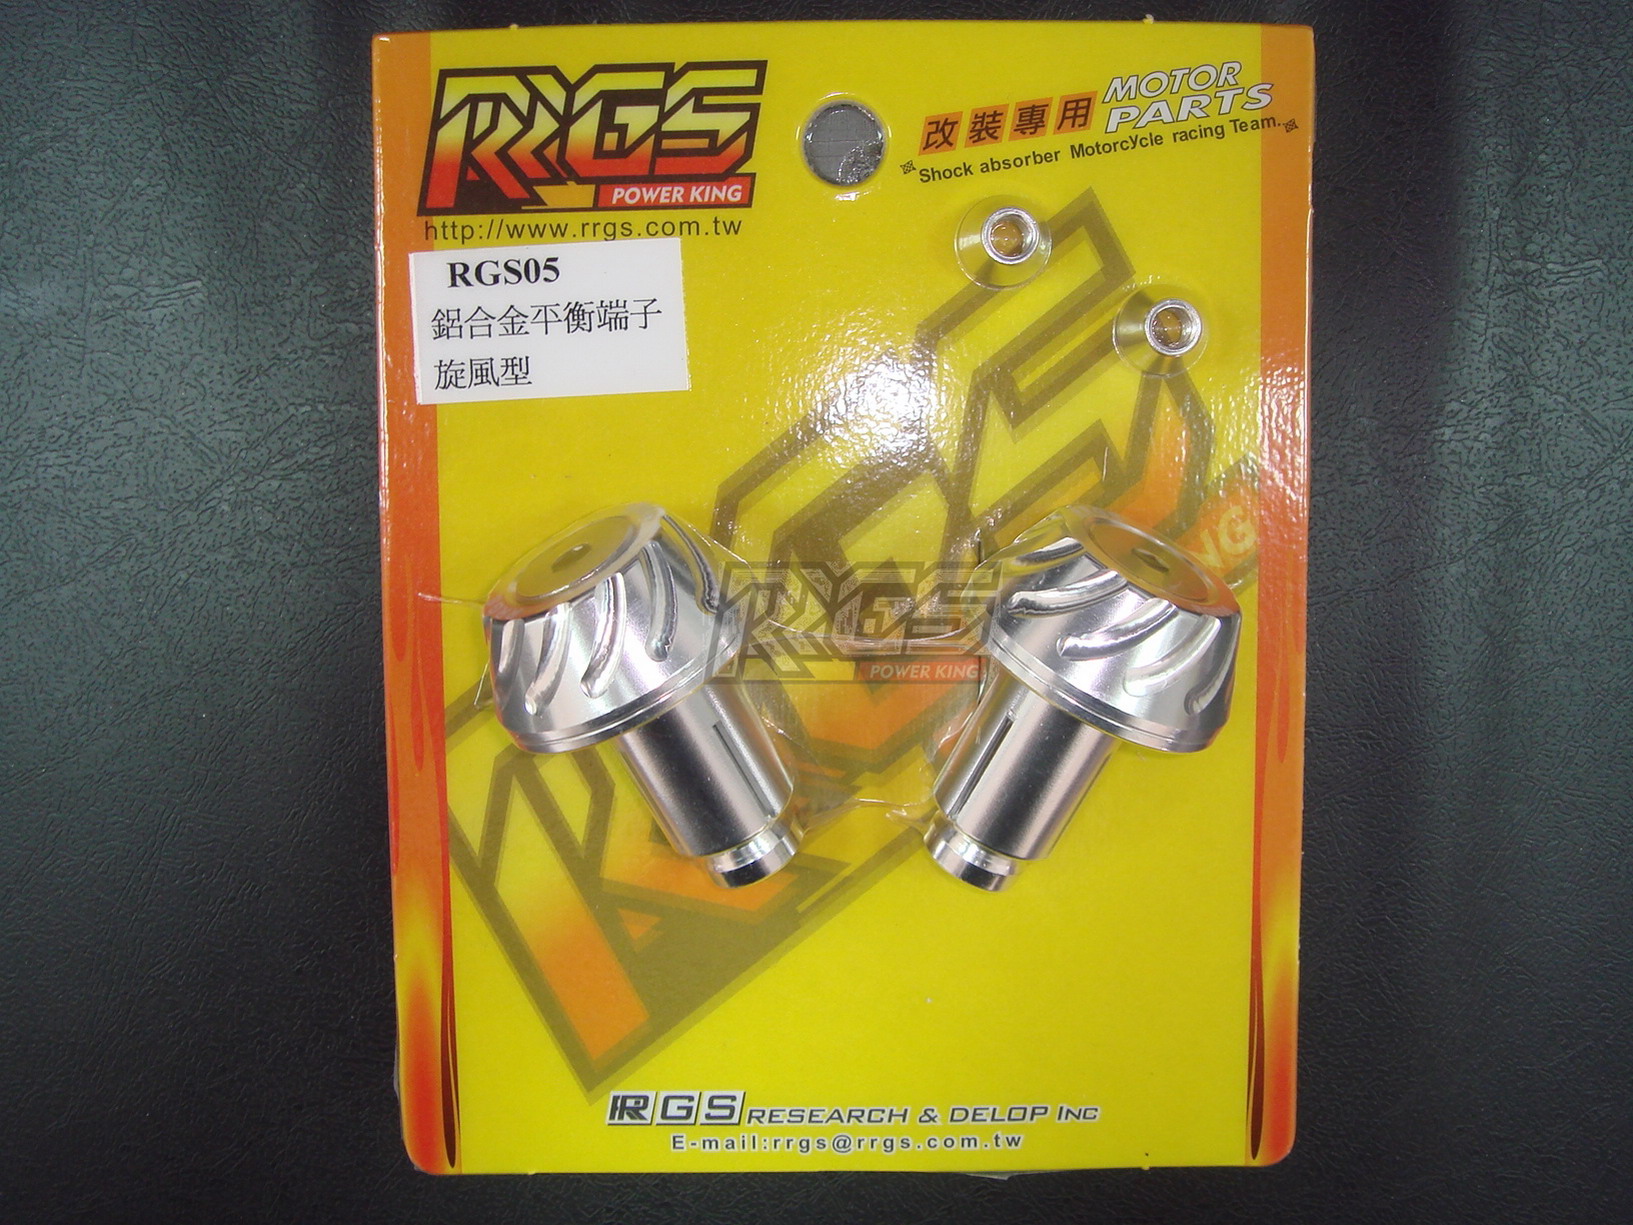 RRGS
POWER KING
http://www.rrgs.com.tw
改裝專用
MOTOR
PARTS
Shock absorber Motorcycle racing Team.
RGS05
鋁合金平衡端子
旋風型
RRGS
POWER KING
NG
RRGS RESEARCH & DELOP INC
E-mail:rrgs@rrgs.com.tw